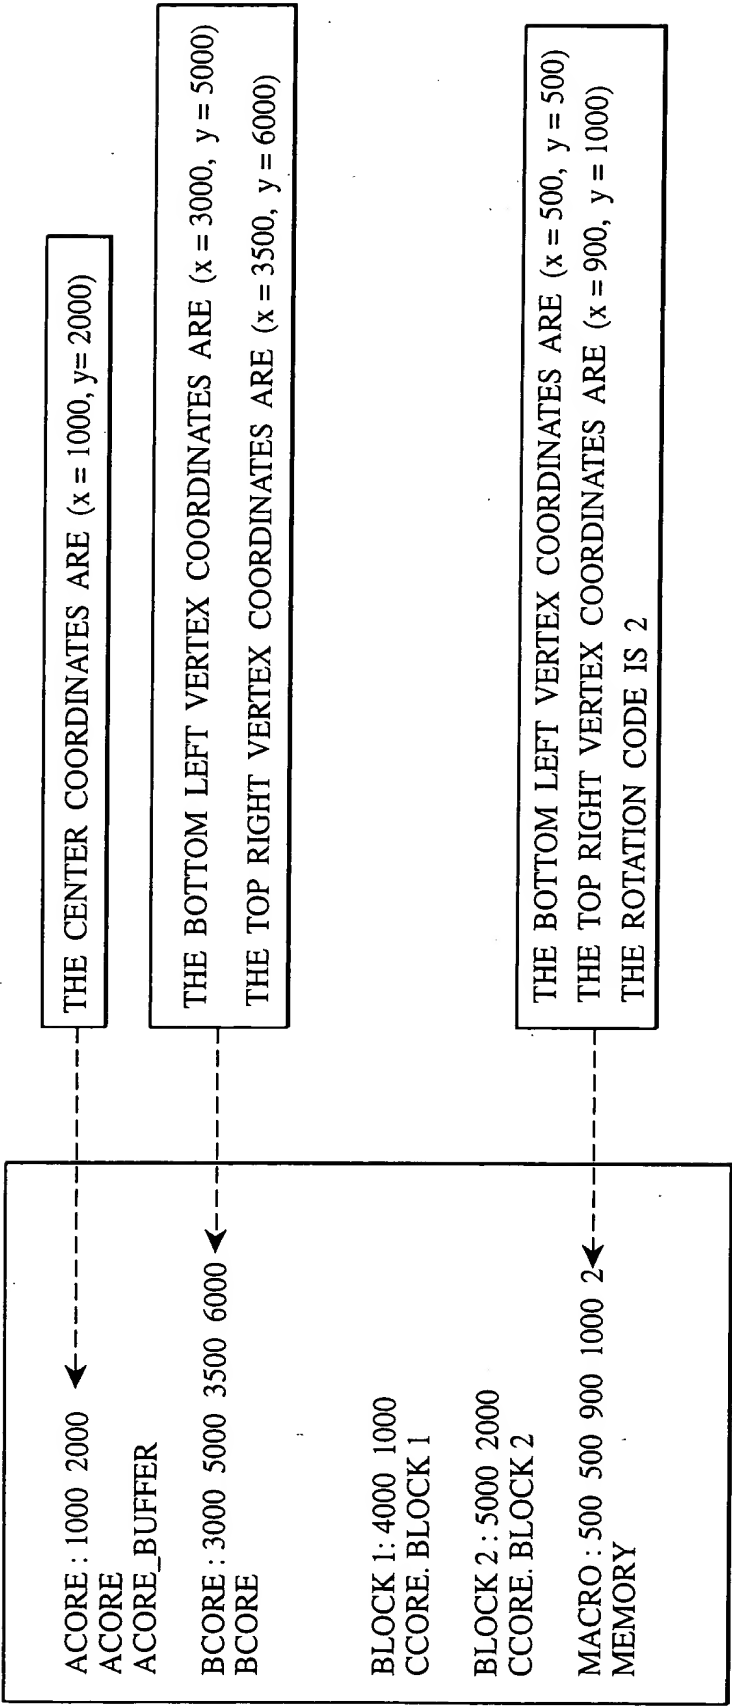 ACORE : 1000 2000
ACORE
ACORE_BUFFER
BCORE : 3000 5000 3500 6000
BCORE
BLOCK 1: 4000 1000
CCORE. BLOCK 1
BLOCK 2 : 5000 2000
CCORE. BLOCK 2
MACRO : 500 500 900 1000 2
MEMORY
THE CENTER COORDINATES ARE (x = 1000, y= 2000)
THE BOTTOM LEFT VERTEX COORDINATES ARE (x = 3000, y = 5000)
THE TOP RIGHT VERTEX COORDINATES ARE (x = 3500, y = 6000)
THE BOTTOM LEFT VERTEX COORDINATES ARE (x = 500, y = 500)
THE TOP RIGHT VERTEX COORDINATES ARE (x = 900, y = 1000)
THE ROTATION CODE IS 2